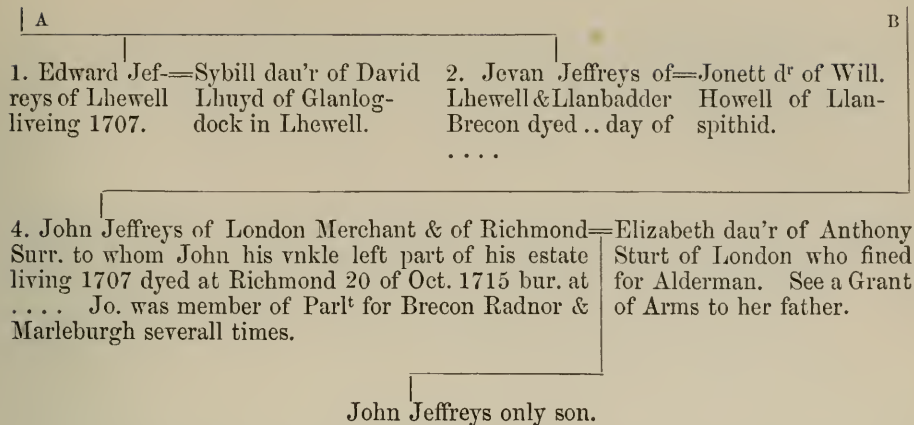 A B
1. Edward Jef-=Sybill dau'r of David
reys of Lhewell Lhuyd of Glanlog-
liveing 1707. dock in Lhewell.
2. Jevan Jeffreys of=Jonett dʳ of Will.
Lhewell & Llanbadder Howell of Llan-
Brecon dyed .. day of spithid.
. . . .
4. John Jeffreys of London Merchant & of Richmond=
Surr. to whom John his vnkle left part of his estate
living 1707 dyed at Richmond 20 of Oct. 1715 bur. at
. . . . Jo. was member of Parlᵗ for Brecon Radnor &
Marleburgh severall times.
Elizabeth dau'r of Anthony
Sturt of London who fined
for Alderman. See a Grant
of Arms to her father.
John Jeffreys only son.